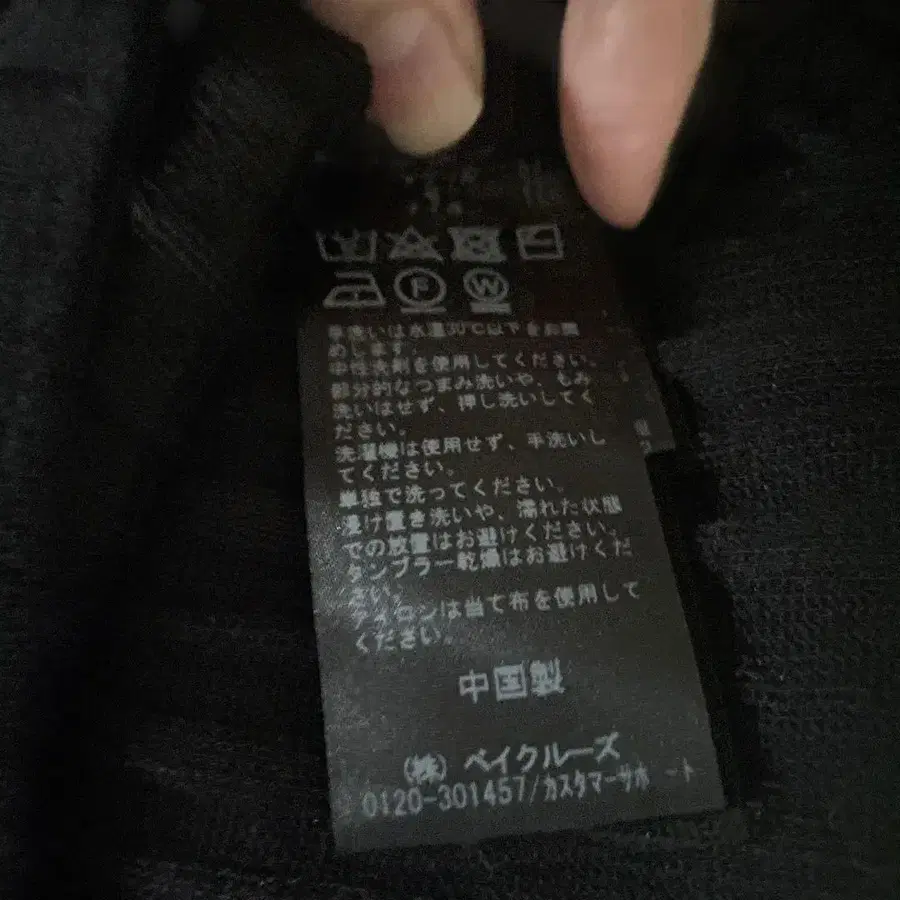 F W
手洗いは水温30℃以下をお薦
めします。
中性洗剤を使用してください。
部分的なつまみ洗いや、もみ
洗いはせず、押し洗いしてく
ださい。
洗濯機は使用せず、手洗いし
てください。
単独で洗ってください。
浸け置き洗いや、濡れた状態
での放置はお避けください。
タンブラー乾燥はお避けくだ
さい。
アイロンは当て布を使用して
ください。
中国製
(株) ベイクルーズ
0120-301457/カスタマーサポート